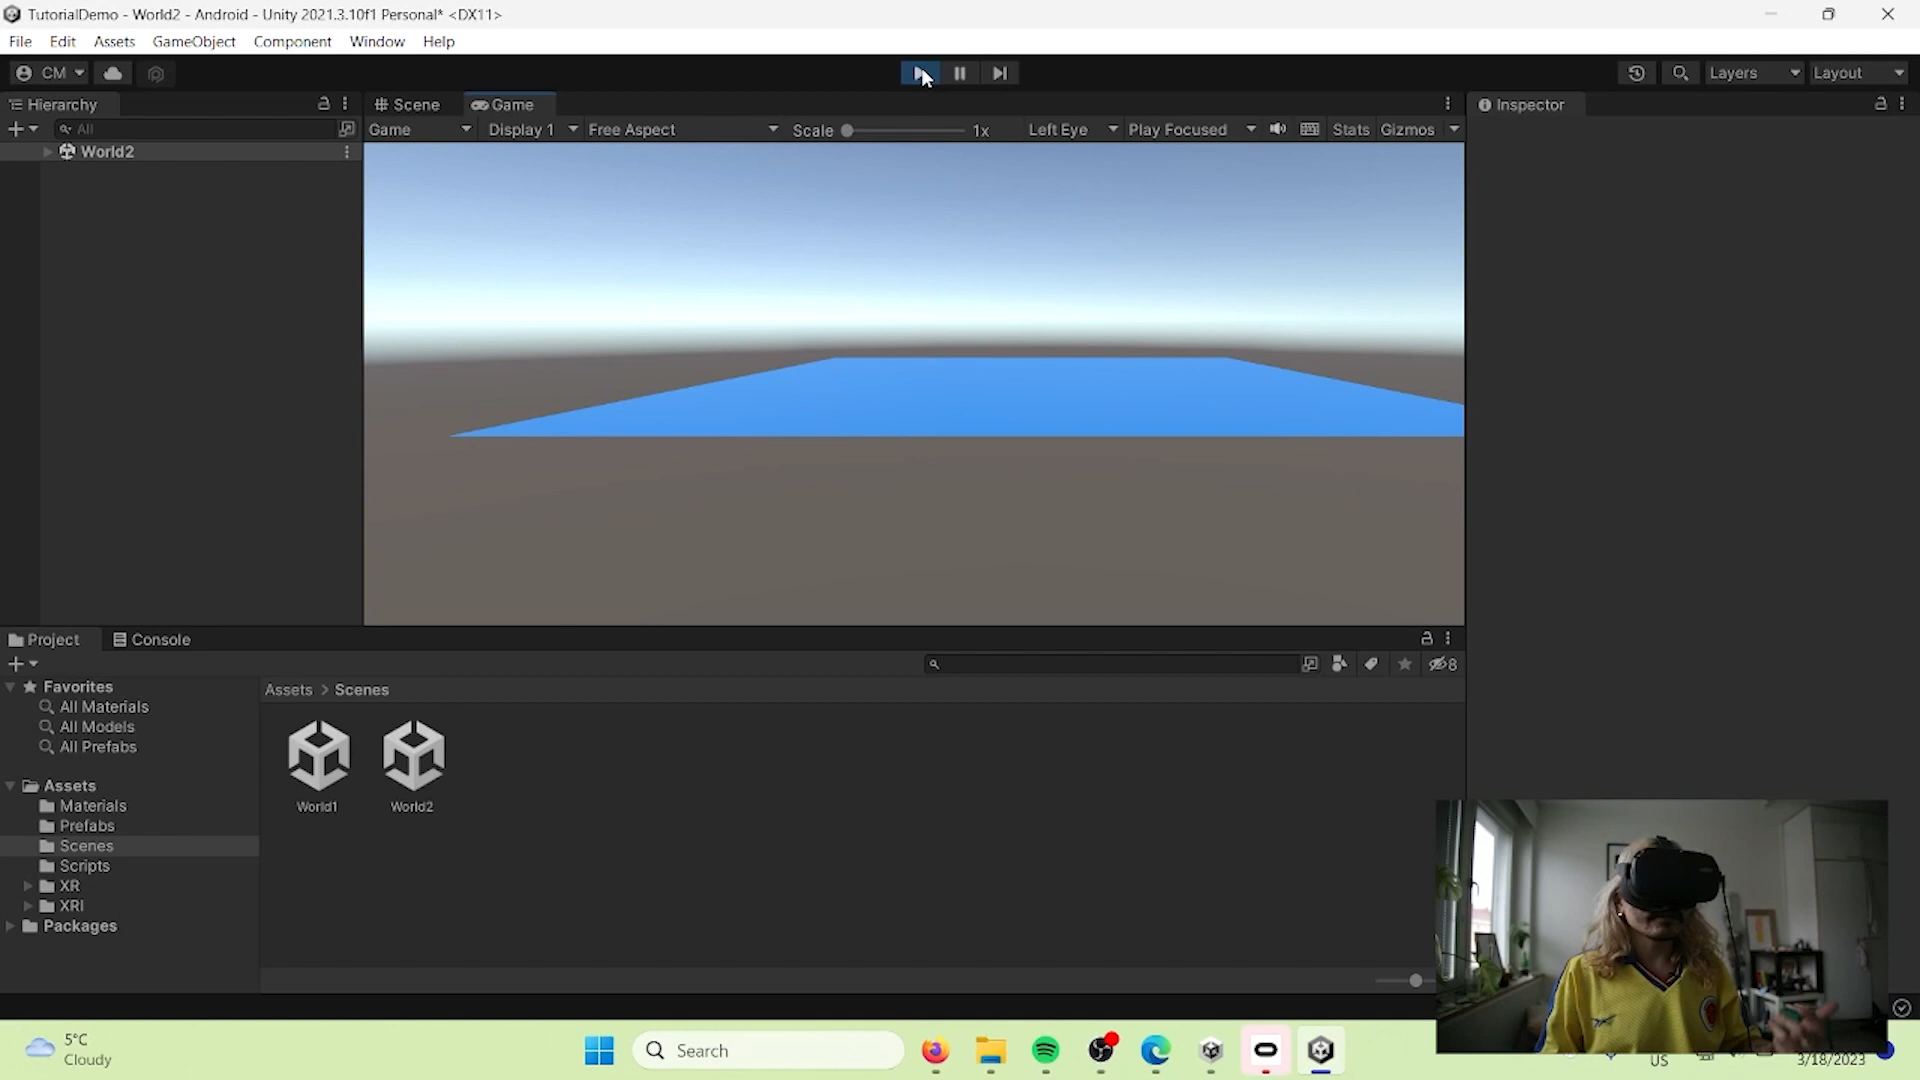 TutorialDemo - World2 - Android - Unity 2021.3.10f1 Personal* <DX11>
File Edit Assets GameObject Component Window Help
CM Layers Layout
Hierarchy Scene Game Inspector
All Game Display 1 Free Aspect Scale 1x Left Eye Play Focused Stats Gizmos
World2
Project Console
8
Favorites Assets > Scenes
All Materials
All Models
All Prefabs
Assets
Materials World1 World2
Prefabs
Scenes
Scripts
XR
XRI
Packages
5°C
Cloudy
Search
US 3/18/2023